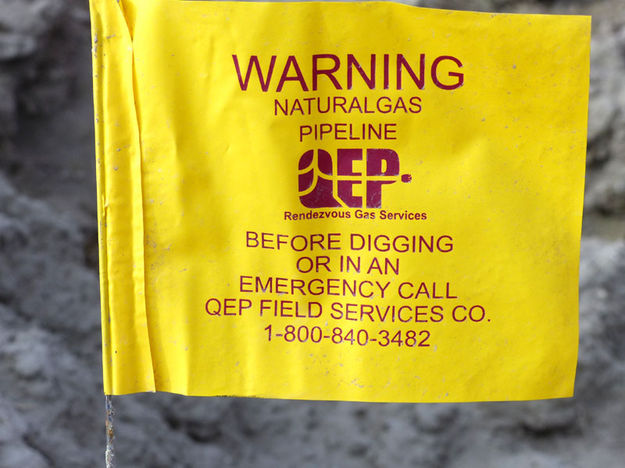 WARNING
NATURALGAS
PIPELINE
QEP
Rendezvous Gas Services
BEFORE DIGGING
OR IN AN
EMERGENCY CALL
QEP FIELD SERVICES CO.
1-800-840-3482